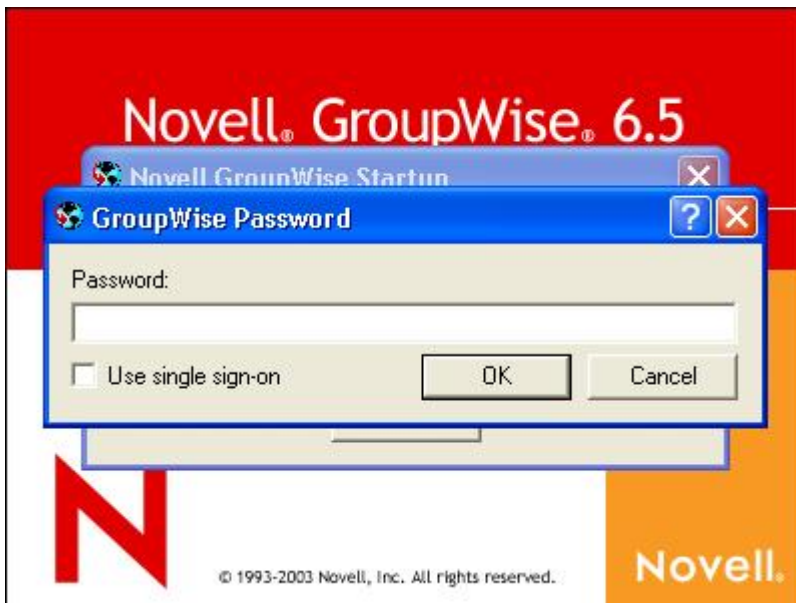 Novell® GroupWise® 6.5
Novell GroupWise Startup
GroupWise Password
Password:
Use single sign-on
OK
Cancel
N
© 1993-2003 Novell, Inc. All rights reserved.
Novell®